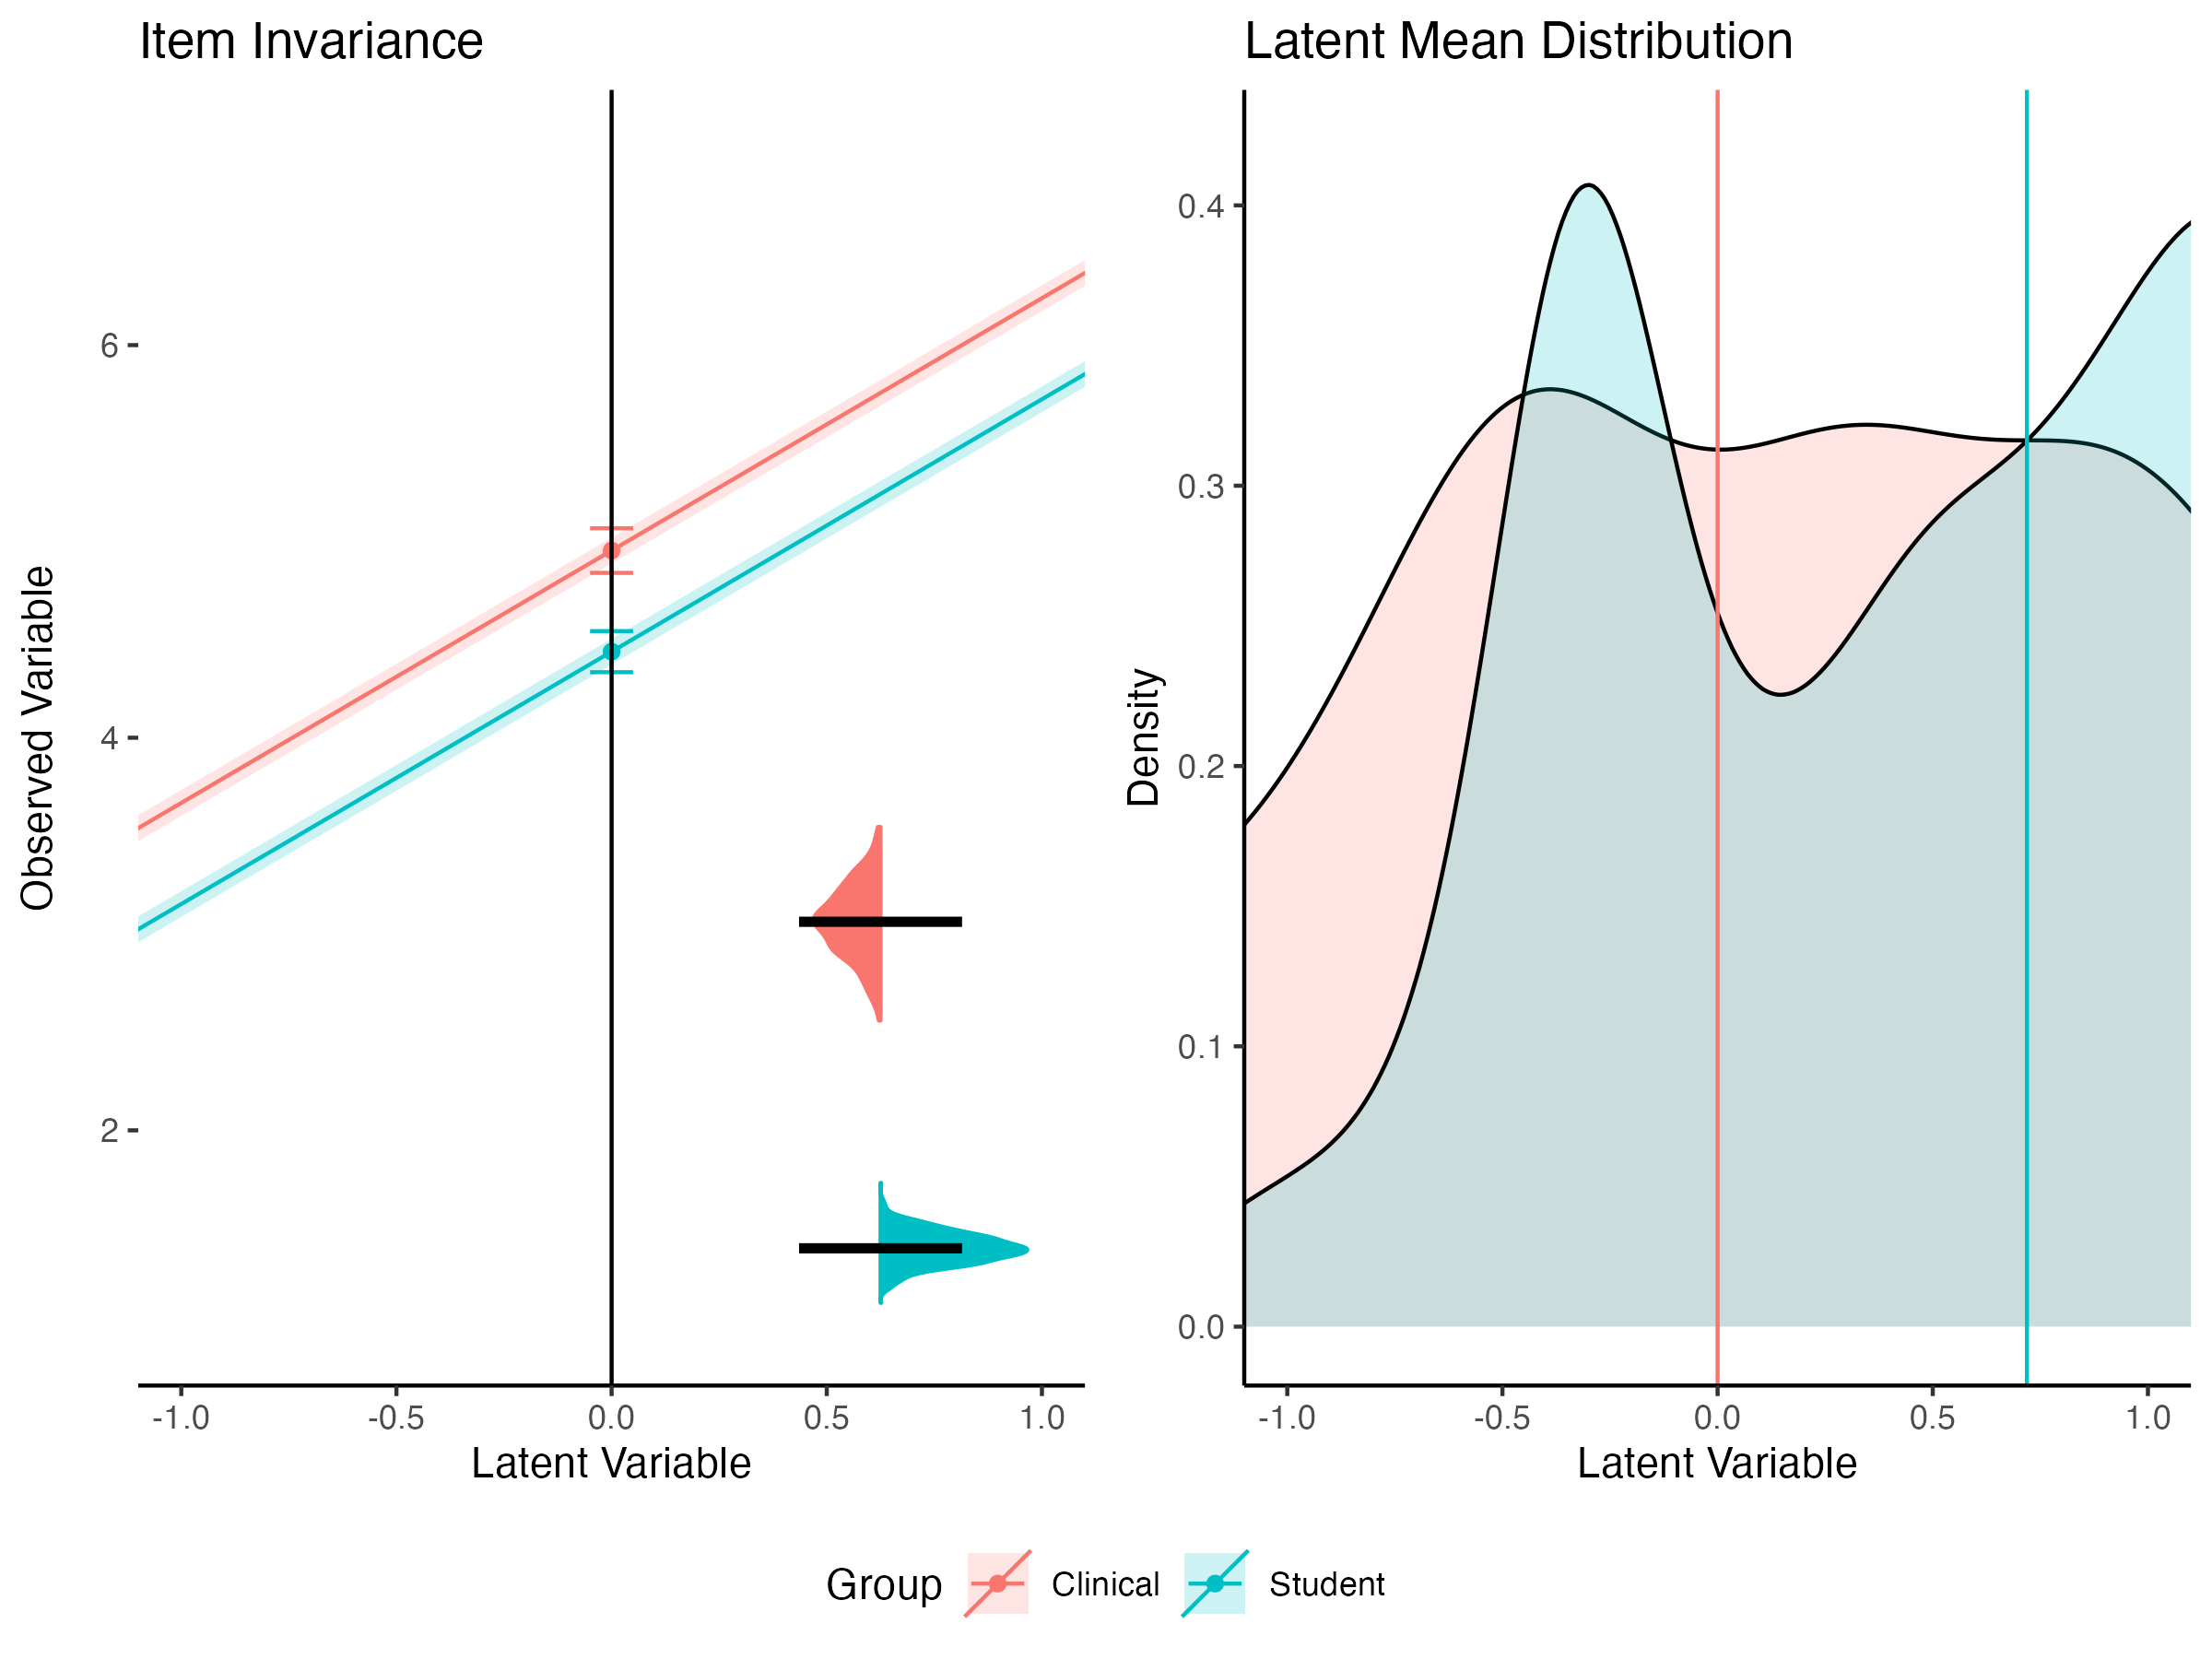 Item Invariance
Observed Variable
6
4
2
-1.0 -0.5 0.0 0.5 1.0
Latent Variable
Latent Mean Distribution
Density
0.4
0.3
0.2
0.1
0.0
-1.0 -0.5 0.0 0.5 1.0
Latent Variable
Group Clinical Student